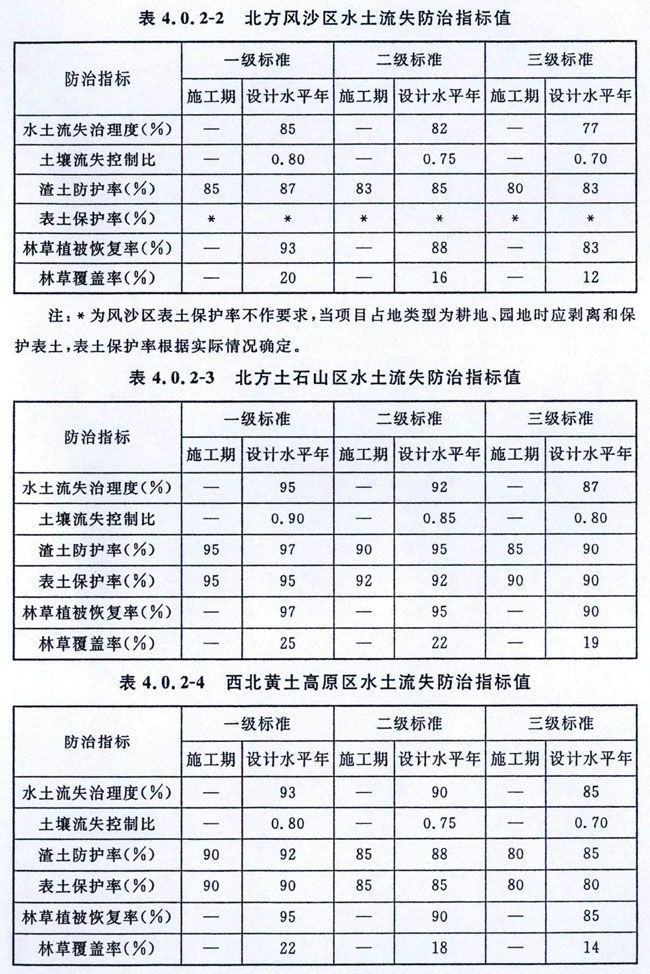 表 4.0.2-2 北方风沙区水土流失防治指标值
防治指标 一级标准 二级标准 三级标准
施工期 设计水平年 施工期 设计水平年 施工期 设计水平年
水土流失治理度(%) — 85 — 82 — 77
土壤流失控制比 — 0.80 — 0.75 — 0.70
渣土防护率(%) 85 87 83 85 80 83
表土保护率(%) * * * * * *
林草植被恢复率(%) — 93 — 88 — 83
林草覆盖率(%) — 20 — 16 — 12
注:*为风沙区表土保护率不作要求,当项目占地类型为耕地、园地时应剥离和保
护表土,表土保护率根据实际情况确定。
表 4.0.2-3 北方土石山区水土流失防治指标值
防治指标 一级标准 二级标准 三级标准
施工期 设计水平年 施工期 设计水平年 施工期 设计水平年
水土流失治理度(%) — 95 — 92 — 87
土壤流失控制比 — 0.90 — 0.85 — 0.80
渣土防护率(%) 95 97 90 95 85 90
表土保护率(%) 95 95 92 92 90 90
林草植被恢复率(%) — 97 — 95 — 90
林草覆盖率(%) — 25 — 22 — 19
表 4.0.2-4 西北黄土高原区水土流失防治指标值
防治指标 一级标准 二级标准 三级标准
施工期 设计水平年 施工期 设计水平年 施工期 设计水平年
水土流失治理度(%) — 93 — 90 — 85
土壤流失控制比 — 0.80 — 0.75 — 0.70
渣土防护率(%) 90 92 85 88 80 85
表土保护率(%) 90 90 85 85 80 80
林草植被恢复率(%) — 95 — 90 — 85
林草覆盖率(%) — 22 — 18 — 14